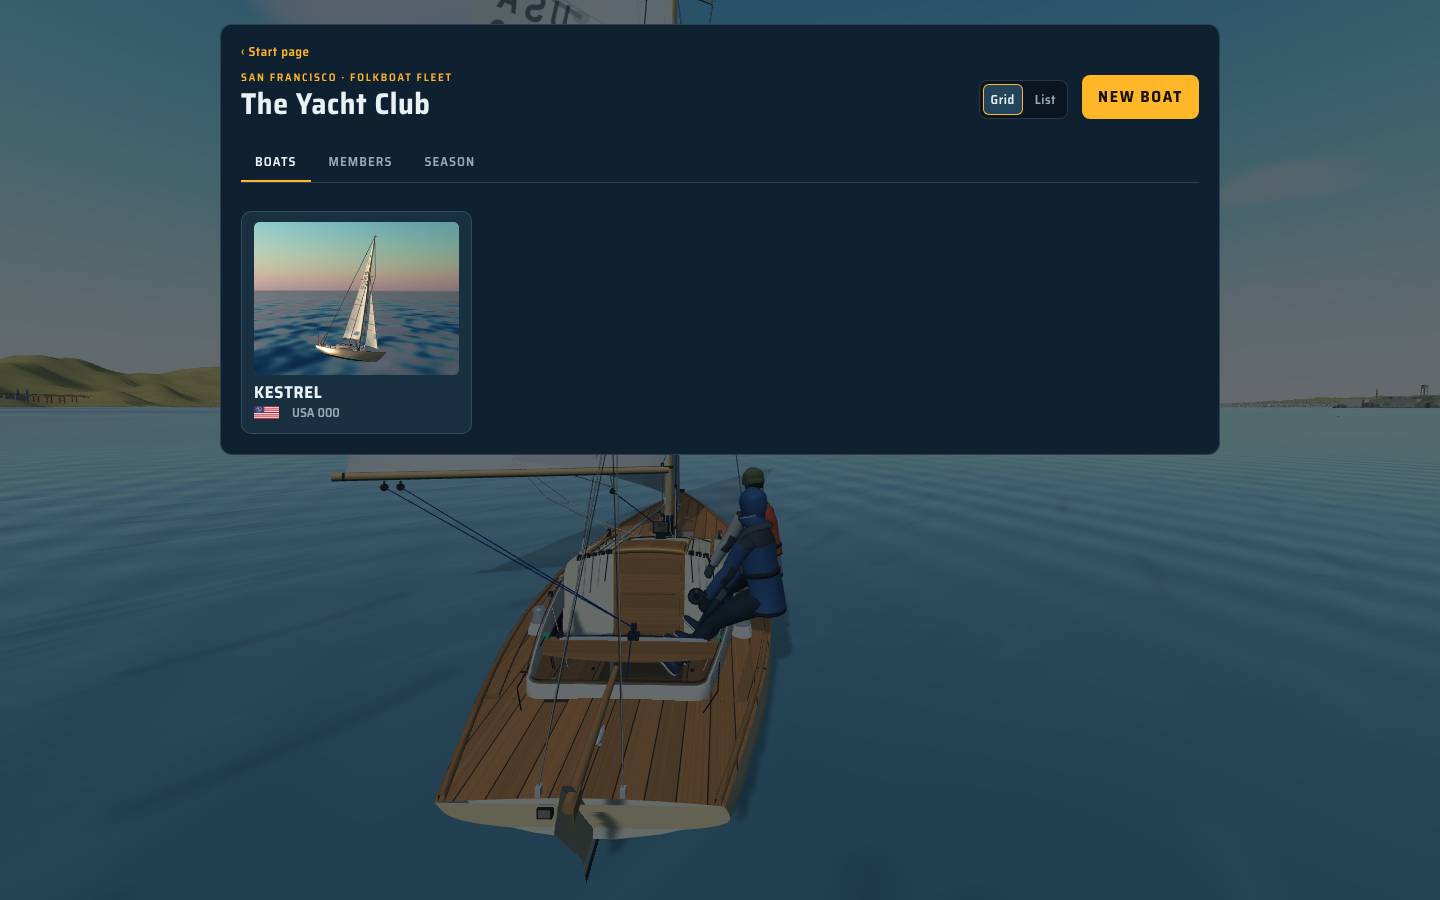 ‹ Start page
SAN FRANCISCO · FOLKBOAT FLEET
The Yacht Club
Grid
List
NEW BOAT
BOATS
MEMBERS
SEASON
KESTREL
USA 000